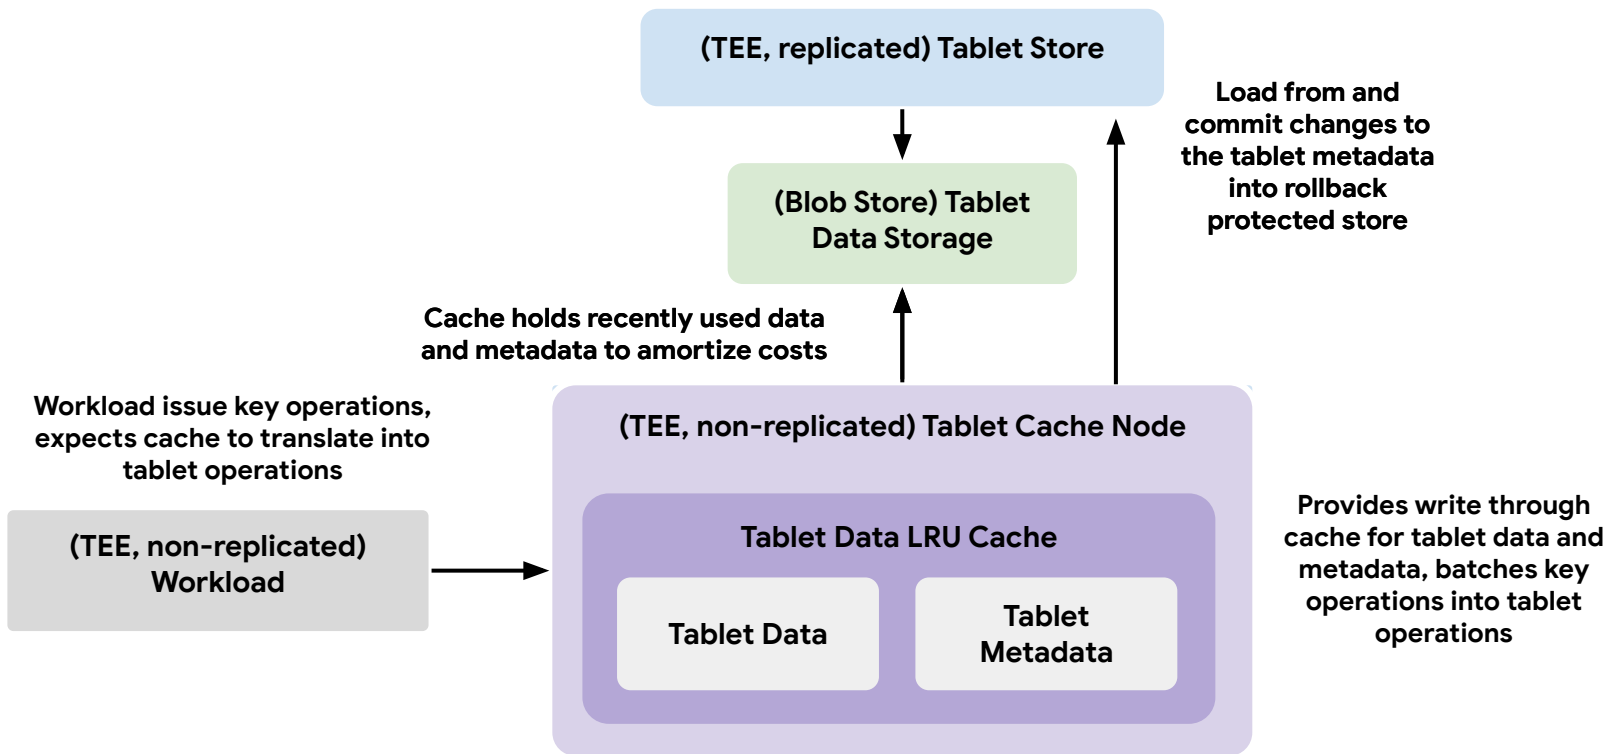 (TEE, replicated) Tablet Store
Load from and
commit changes to
the tablet metadata
into rollback
protected store
(Blob Store) Tablet
Data Storage
Cache holds recently used data
and metadata to amortize costs
Workload issue key operations,
expects cache to translate into
tablet operations
(TEE, non-replicated)
Workload
(TEE, non-replicated) Tablet Cache Node
Tablet Data LRU Cache
Tablet Data
Tablet
Metadata
Provides write through
cache for tablet data and
metadata, batches key
operations into tablet
operations